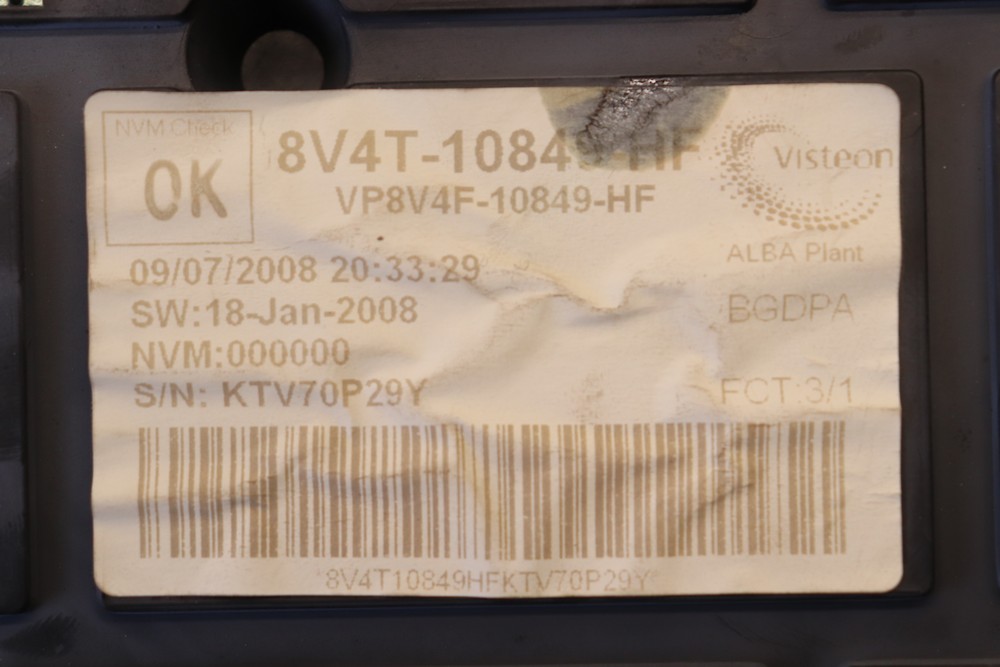 NVM Check
OK
8V4T-10849-HF
VP8V4F-10849-HF
Visteon
ALBA Plant
09/07/2008 20:33:29
SW:18-Jan-2008
BGDPA
NVM:000000
S/N: KTV70P29Y
FCT:3/1
*8V4T10849HFKTV70P29Y*